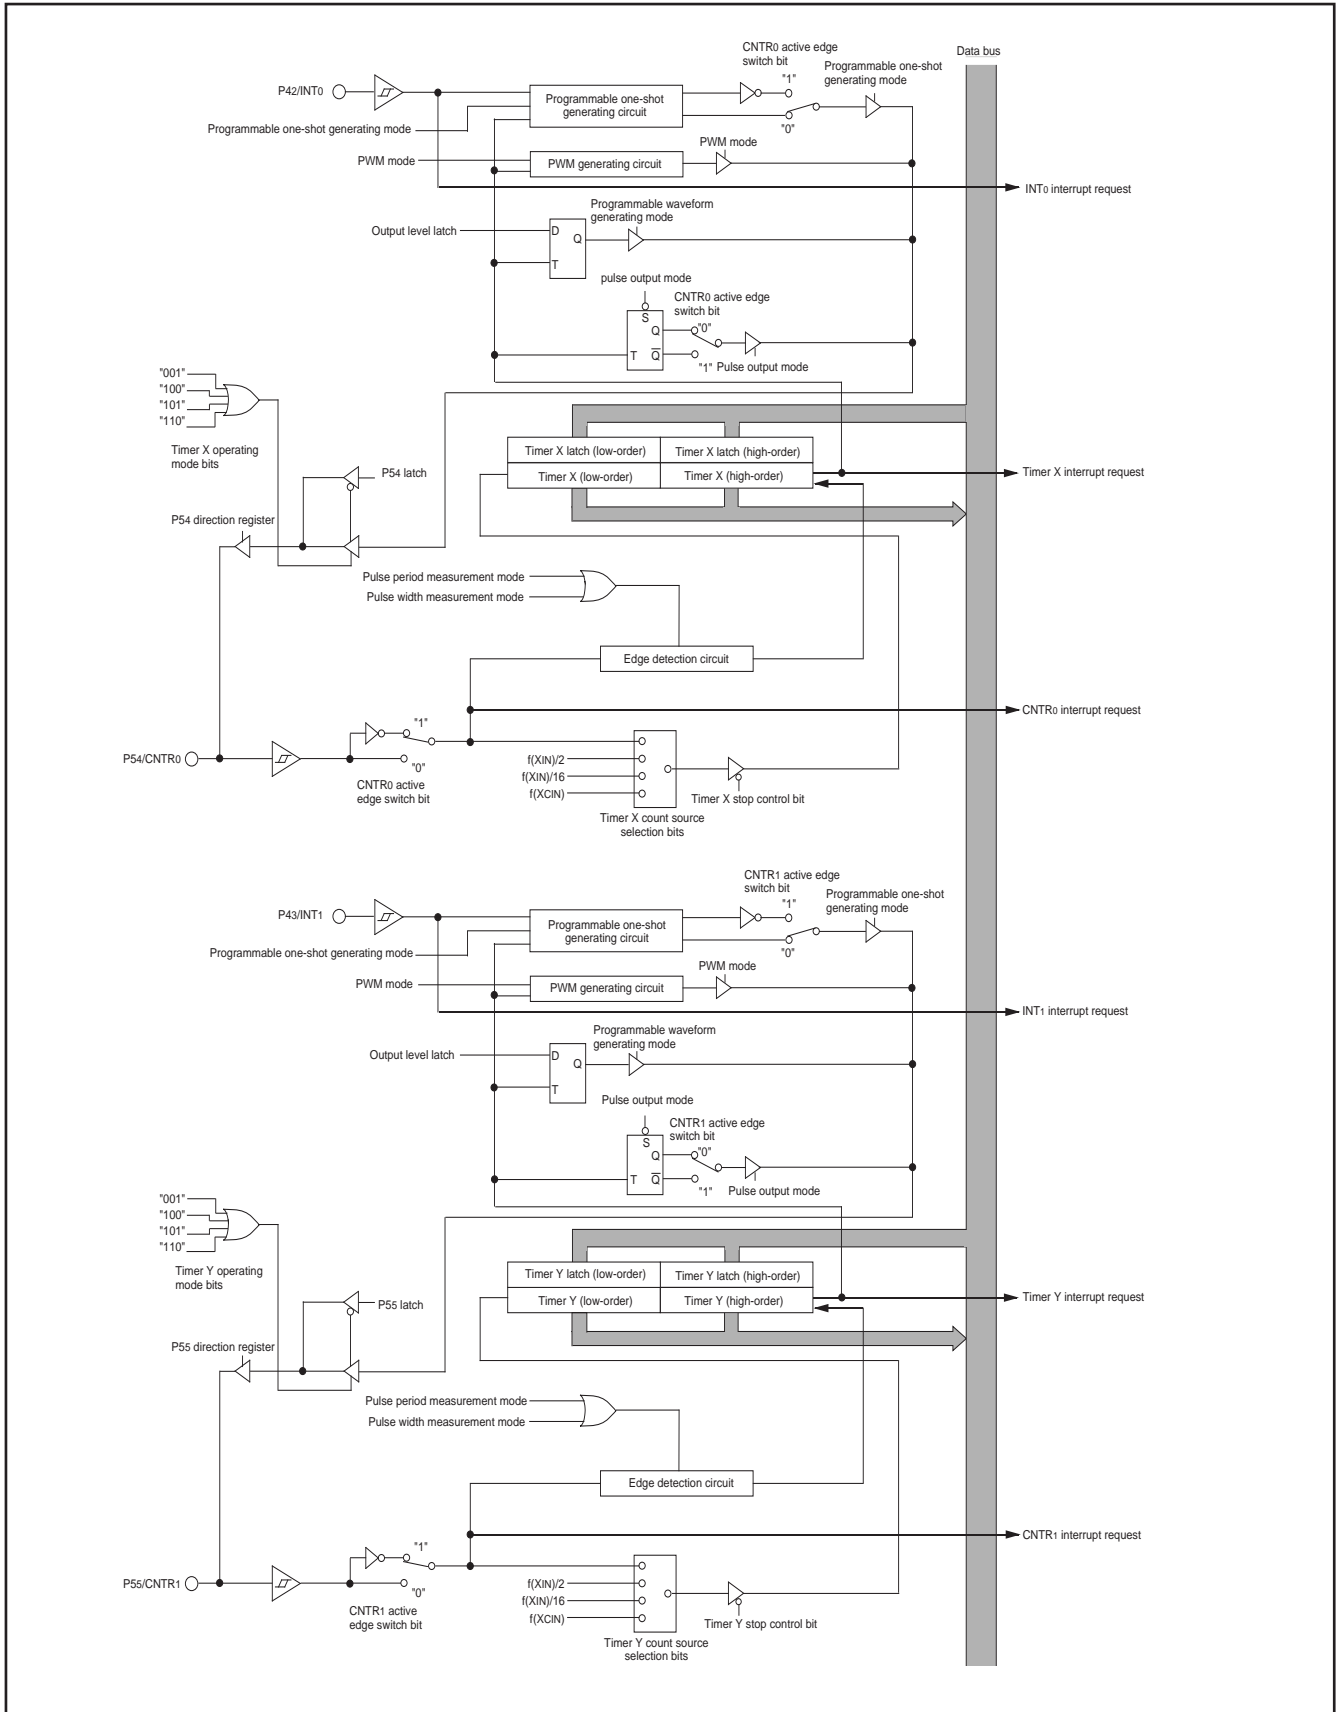 Data bus
CNTR0 active edge
switch bit
Programmable one-shot
generating mode
"1"
P42/INT0
Programmable one-shot
generating circuit
"0"
Programmable one-shot generating mode
PWM mode
PWM mode
PWM generating circuit
INT0 interrupt request
Programmable waveform
generating mode
Output level latch
D
Q
T
pulse output mode
CNTR0 active edge
switch bit
S
Q
"0"
T
Q
"1"
Pulse output mode
"001"
"100"
"101"
"110"
Timer X operating
mode bits
Timer X latch (low-order)
Timer X latch (high-order)
Timer X (low-order)
Timer X (high-order)
Timer X interrupt request
P54 latch
P54 direction register
Pulse period measurement mode
Pulse width measurement mode
Edge detection circuit
CNTR0 interrupt request
"1"
P54/CNTR0
"0"
CNTR0 active
edge switch bit
f(XIN)/2
f(XIN)/16
f(XCIN)
Timer X stop control bit
Timer X count source
selection bits
CNTR1 active edge
switch bit
Programmable one-shot
generating mode
"1"
P43/INT1
Programmable one-shot
generating circuit
"0"
Programmable one-shot generating mode
PWM mode
PWM mode
PWM generating circuit
INT1 interrupt request
Programmable waveform
generating mode
Output level latch
D
Q
T
Pulse output mode
CNTR1 active edge
switch bit
S
Q
"0"
T
Q
"1"
Pulse output mode
"001"
"100"
"101"
"110"
Timer Y operating
mode bits
Timer Y latch (low-order)
Timer Y latch (high-order)
Timer Y (low-order)
Timer Y (high-order)
Timer Y interrupt request
P55 latch
P55 direction register
Pulse period measurement mode
Pulse width measurement mode
Edge detection circuit
CNTR1 interrupt request
"1"
P55/CNTR1
"0"
CNTR1 active
edge switch bit
f(XIN)/2
f(XIN)/16
f(XCIN)
Timer Y stop control bit
Timer Y count source
selection bits